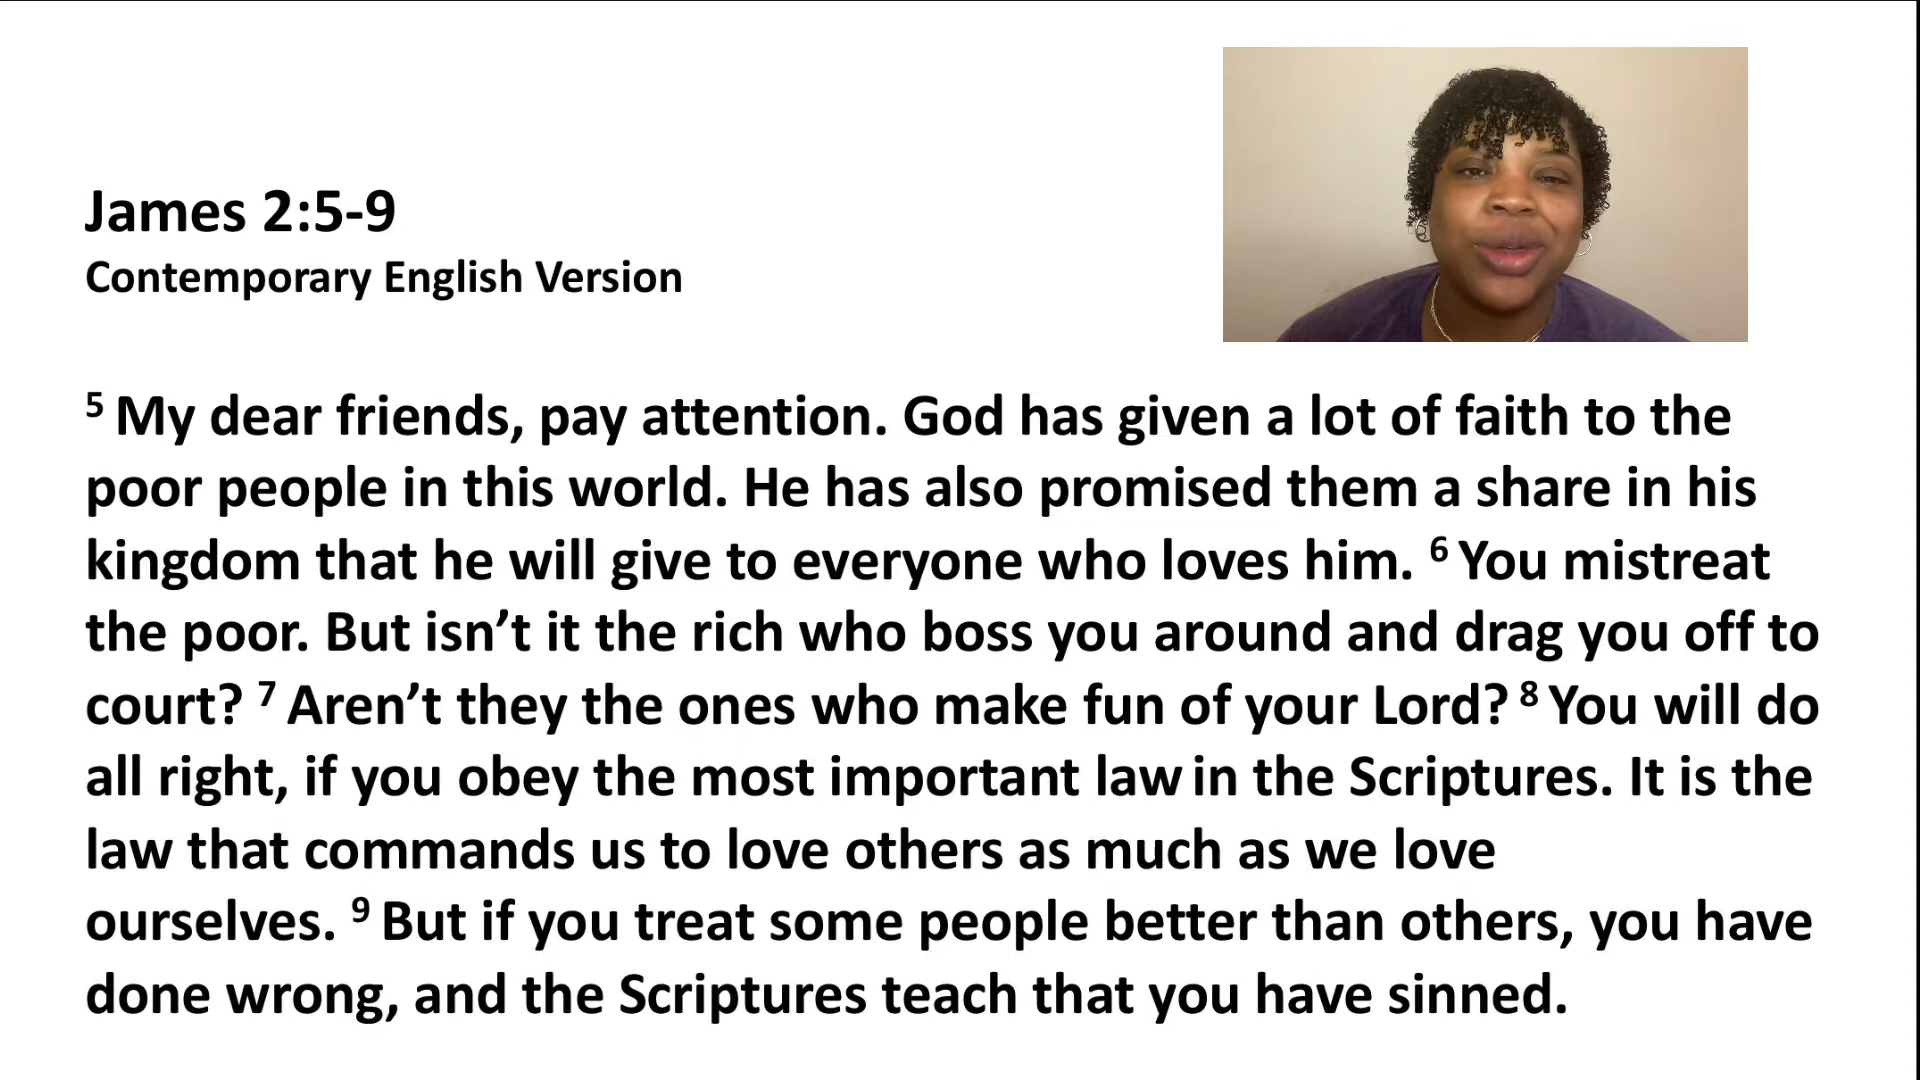 James 2:5-9
Contemporary English Version
5 My dear friends, pay attention. God has given a lot of faith to the
poor people in this world. He has also promised them a share in his
kingdom that he will give to everyone who loves him. 6 You mistreat
the poor. But isn’t it the rich who boss you around and drag you off to
court? 7 Aren’t they the ones who make fun of your Lord? 8 You will do
all right, if you obey the most important law in the Scriptures. It is the
law that commands us to love others as much as we love
ourselves. 9 But if you treat some people better than others, you have
done wrong, and the Scriptures teach that you have sinned.